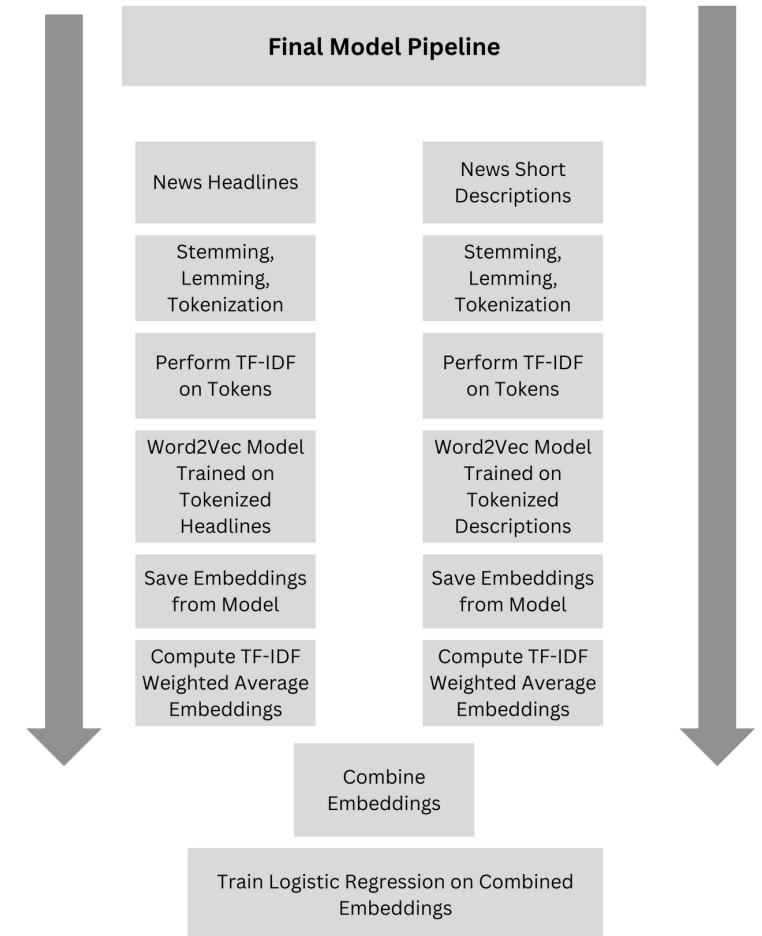 Final Model Pipeline
News Headlines
Stemming,
Lemming,
Tokenization
Perform TF-IDF
on Tokens
Word2Vec Model
Trained on
Tokenized
Headlines
Save Embeddings
from Model
Compute TF-IDF
Weighted Average
Embeddings
News Short
Descriptions
Stemming,
Lemming,
Tokenization
Perform TF-IDF
on Tokens
Word2Vec Model
Trained on
Tokenized
Descriptions
Save Embeddings
from Model
Compute TF-IDF
Weighted Average
Embeddings
Combine
Embeddings
Train Logistic Regression on Combined
Embeddings